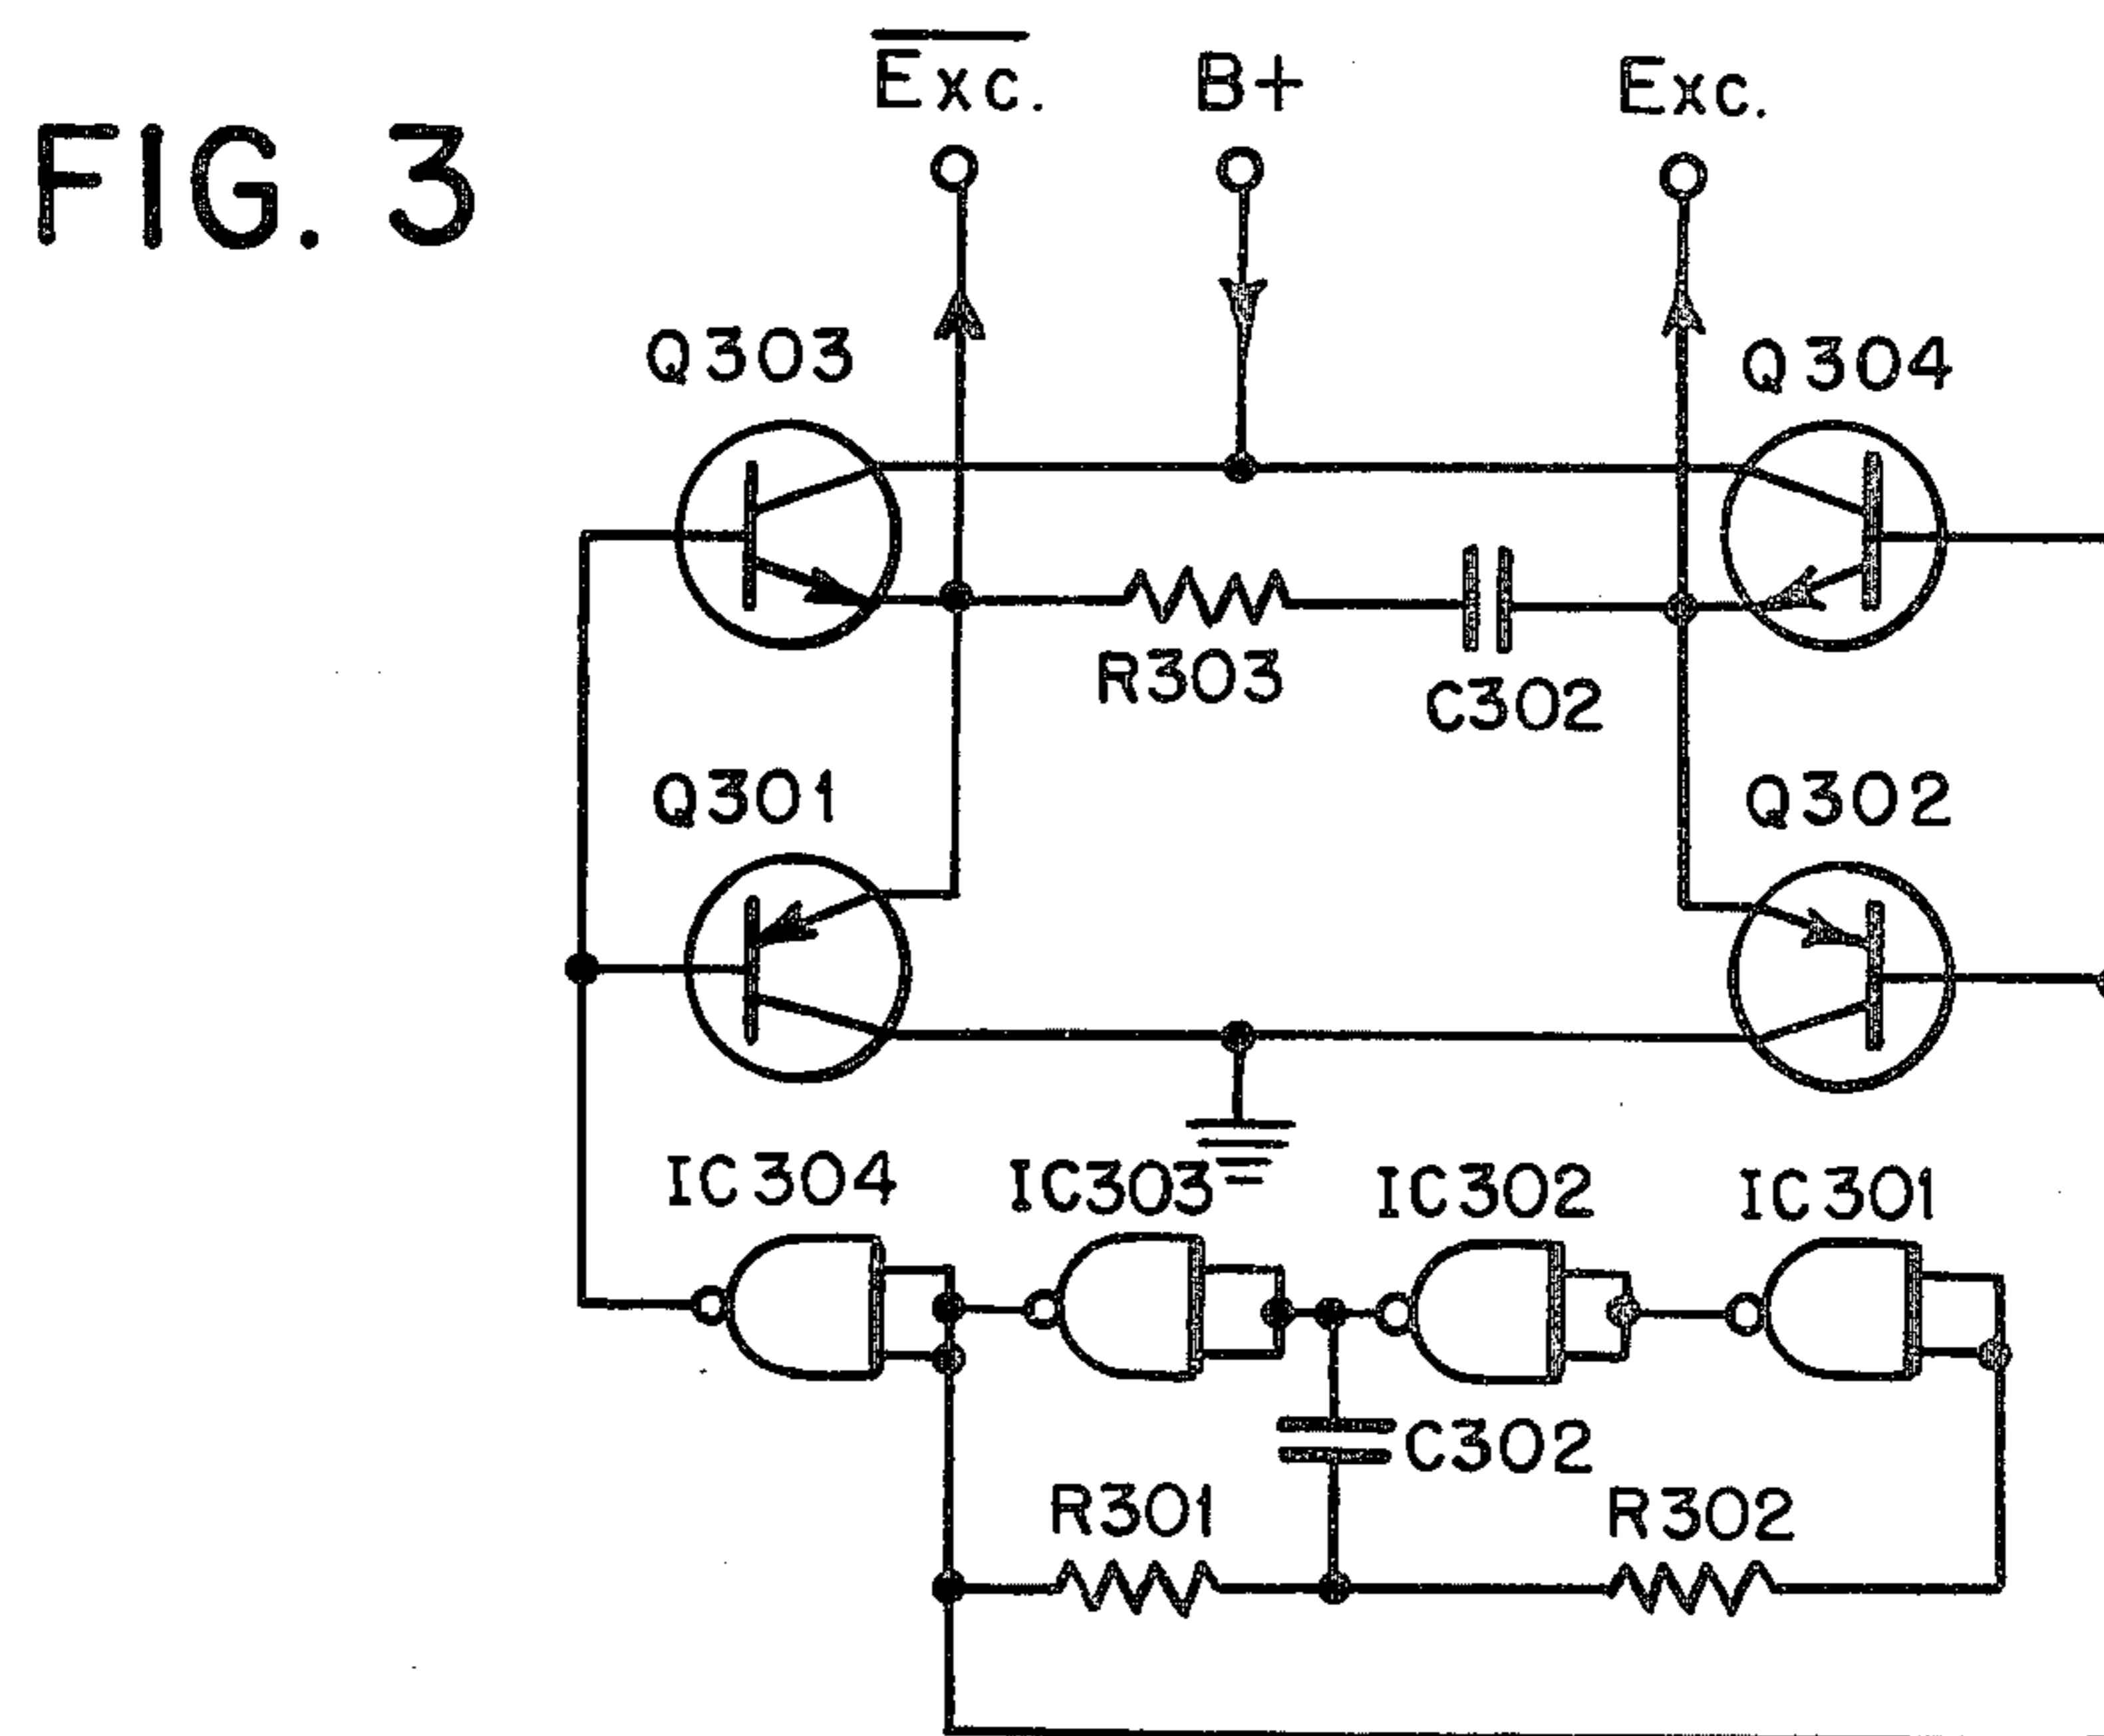 FIG. 3
Exc.
B+
Exc.
Q303
Q304
R303
C302
Q301
Q302
IC304
IC303
IC302
IC301
C302
R301
R302